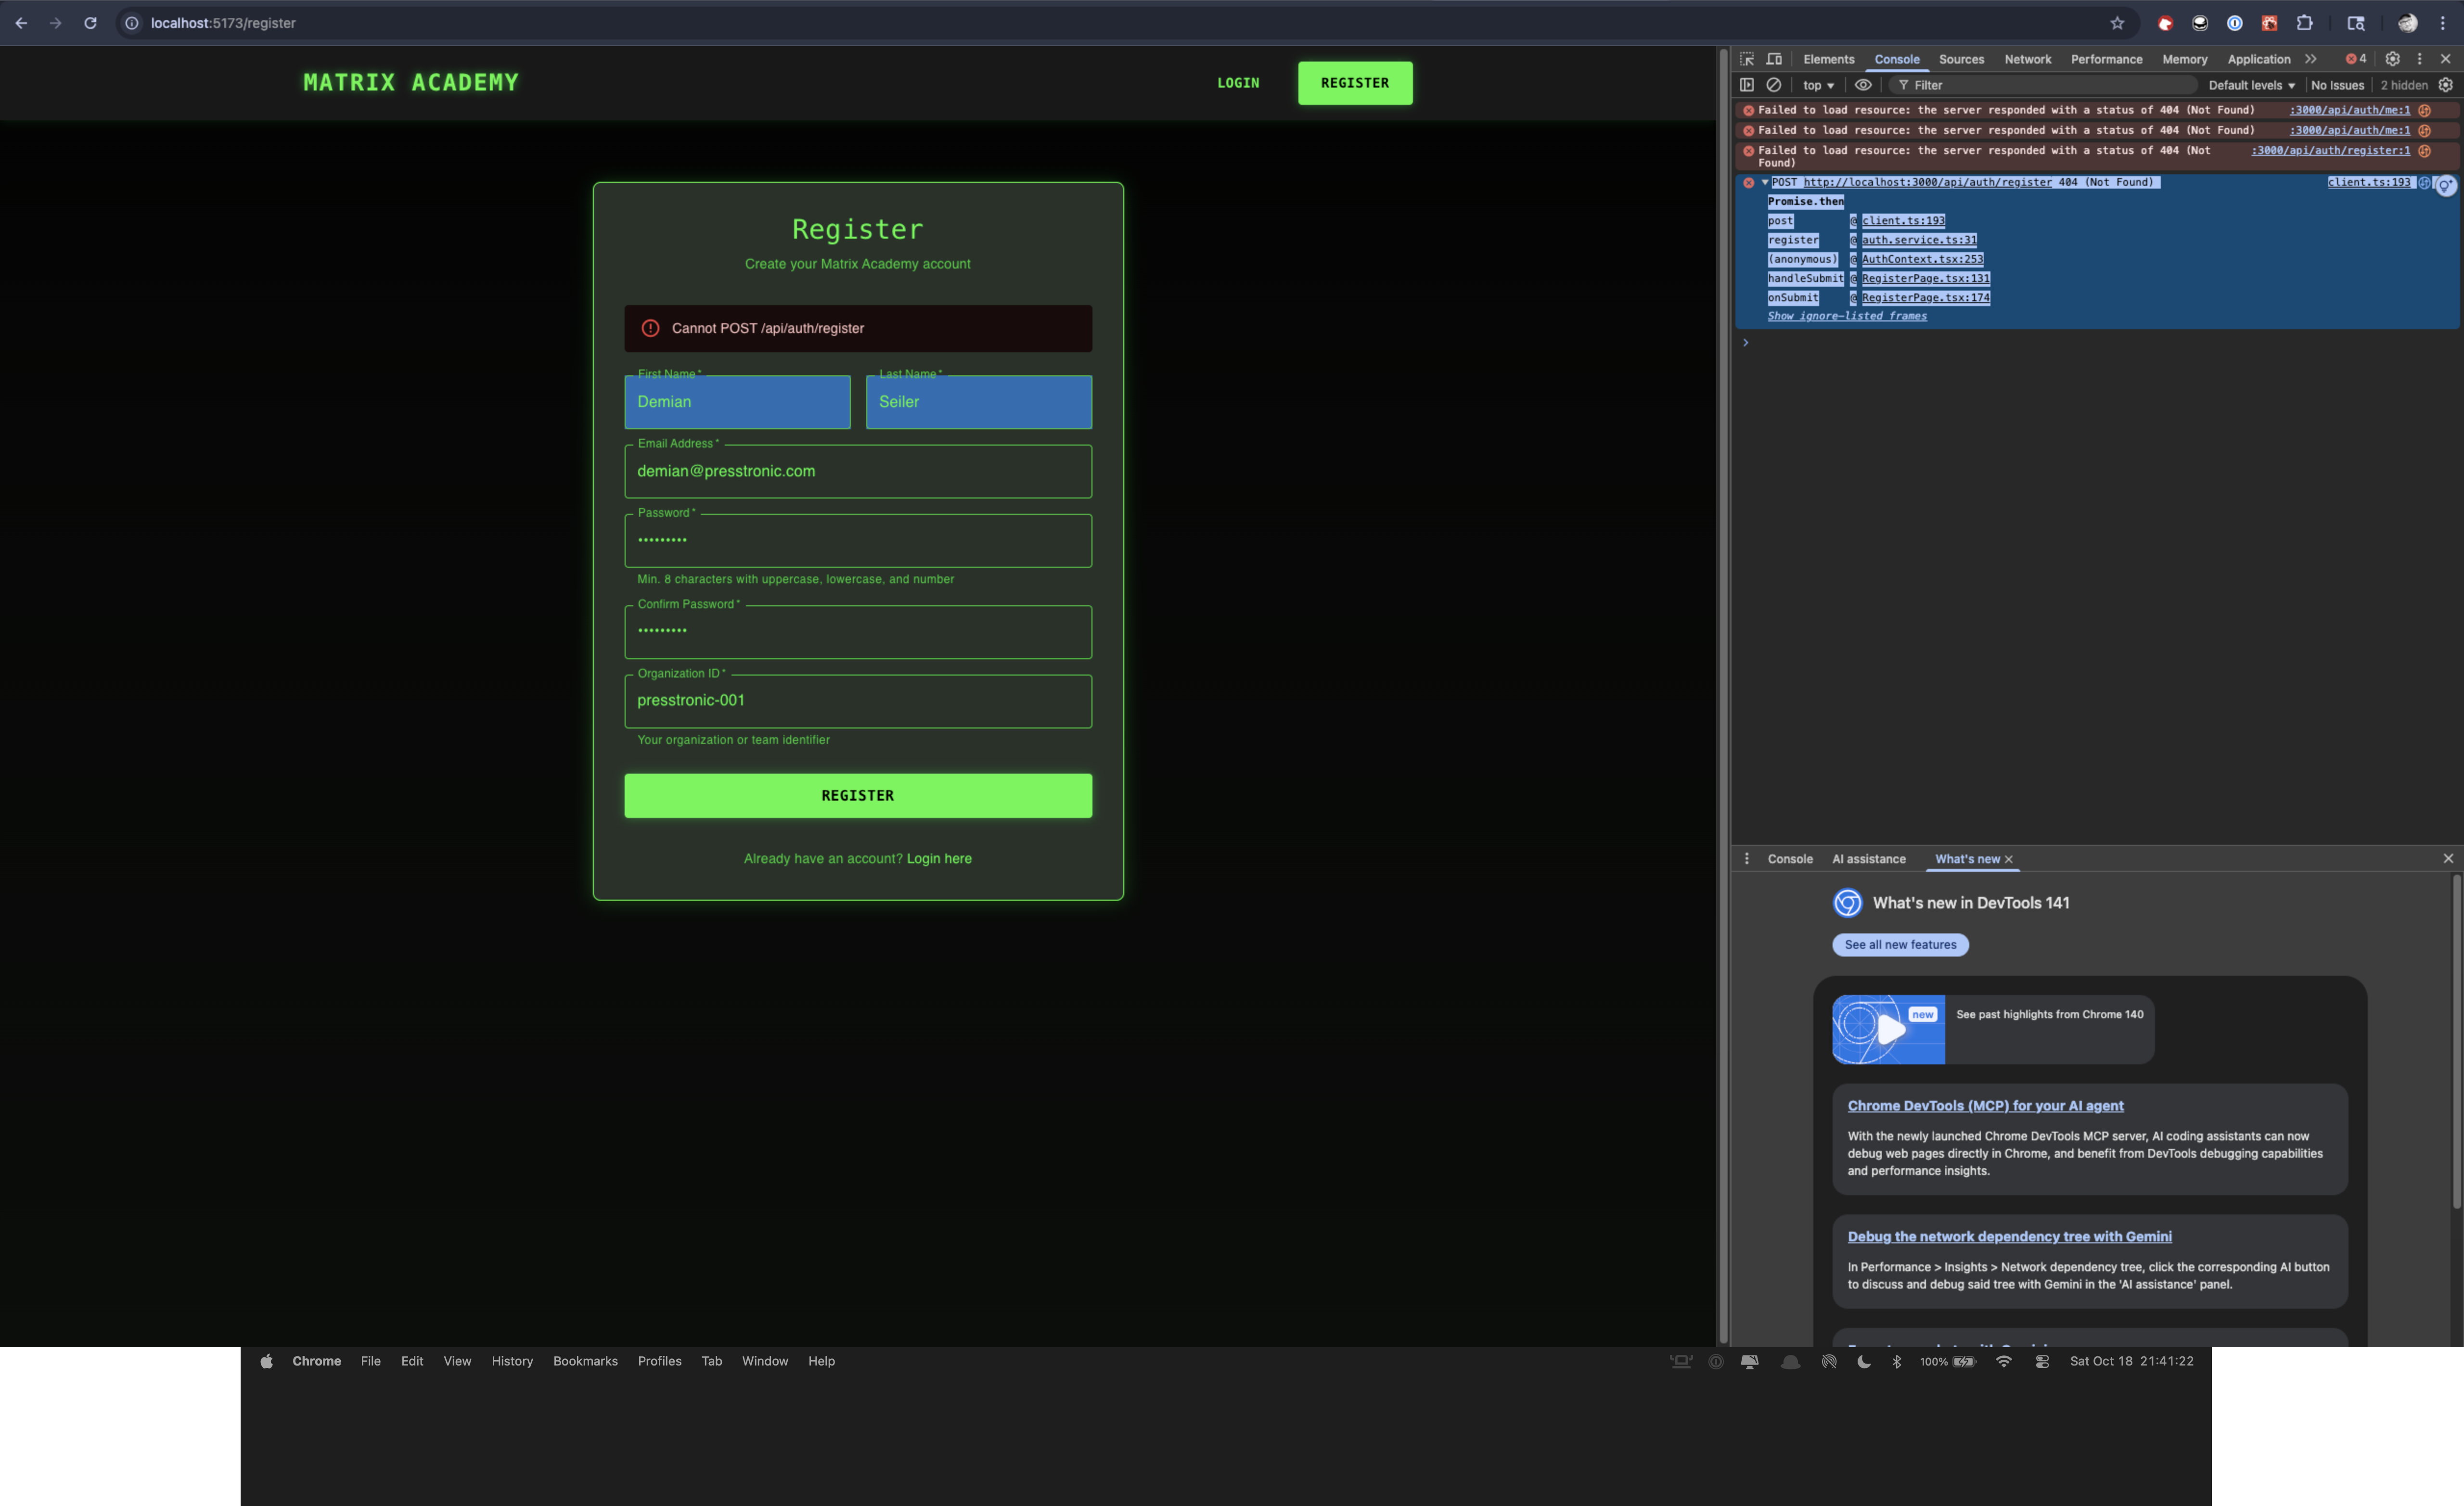 localhost:5173/register
MATRIX ACADEMY
LOGIN
REGISTER
Register
Create your Matrix Academy account
Cannot POST /api/auth/register
First Name *
Last Name *
Demian
Seiler
Email Address *
demian@presstronic.com
Password *
•••••••••
Min. 8 characters with uppercase, lowercase, and number
Confirm Password *
•••••••••
Organization ID *
presstronic-001
Your organization or team identifier
REGISTER
Already have an account? Login here
Elements Console Sources Network Performance Memory Application 4
top Filter Default levels No Issues 2 hidden
Failed to load resource: the server responded with a status of 404 (Not Found) :3000/api/auth/me:1
Failed to load resource: the server responded with a status of 404 (Not Found) :3000/api/auth/me:1
Failed to load resource: the server responded with a status of 404 (Not :3000/api/auth/register:1
Found)
POST http://localhost:3000/api/auth/register 404 (Not Found) client.ts:193
Promise.then
post @ client.ts:193
register @ auth.service.ts:31
(anonymous) @ AuthContext.tsx:253
handleSubmit @ RegisterPage.tsx:131
onSubmit @ RegisterPage.tsx:174
Show ignore-listed frames
Console AI assistance What's new
What's new in DevTools 141
See all new features
new
See past highlights from Chrome 140
Chrome DevTools (MCP) for your AI agent
With the newly launched Chrome DevTools MCP server, AI coding assistants can now
debug web pages directly in Chrome, and benefit from DevTools debugging capabilities
and performance insights.
Debug the network dependency tree with Gemini
In Performance > Insights > Network dependency tree, click the corresponding AI button
to discuss and debug said tree with Gemini in the 'AI assistance' panel.
Chrome File Edit View History Bookmarks Profiles Tab Window Help
100% Sat Oct 18 21:41:22